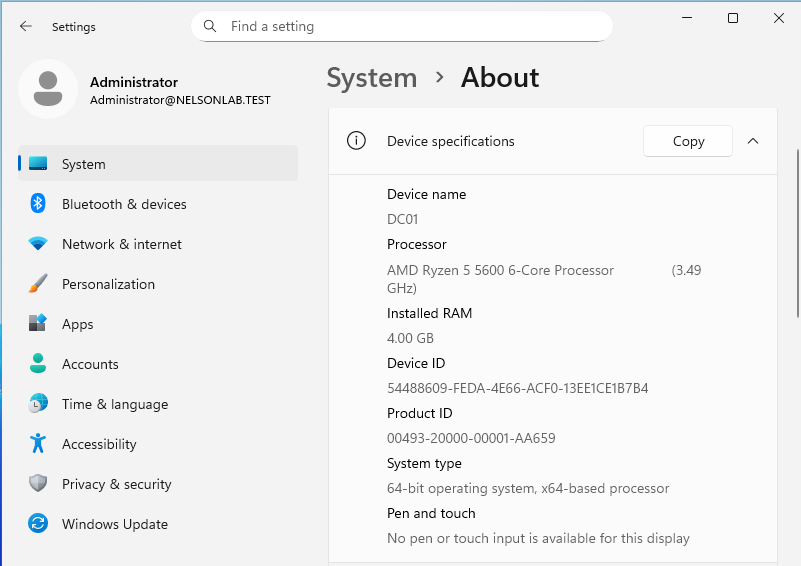 Settings
Find a setting
Administrator
Administrator@NELSONLAB.TEST
System
Bluetooth & devices
Network & internet
Personalization
Apps
Accounts
Time & language
Accessibility
Privacy & security
Windows Update
System › About
Device specifications
Copy
Device name
DC01
Processor
AMD Ryzen 5 5600 6-Core Processor (3.49
GHz)
Installed RAM
4.00 GB
Device ID
54488609-FEDA-4E66-ACF0-13EE1CE1B7B4
Product ID
00493-20000-00001-AA659
System type
64-bit operating system, x64-based processor
Pen and touch
No pen or touch input is available for this display